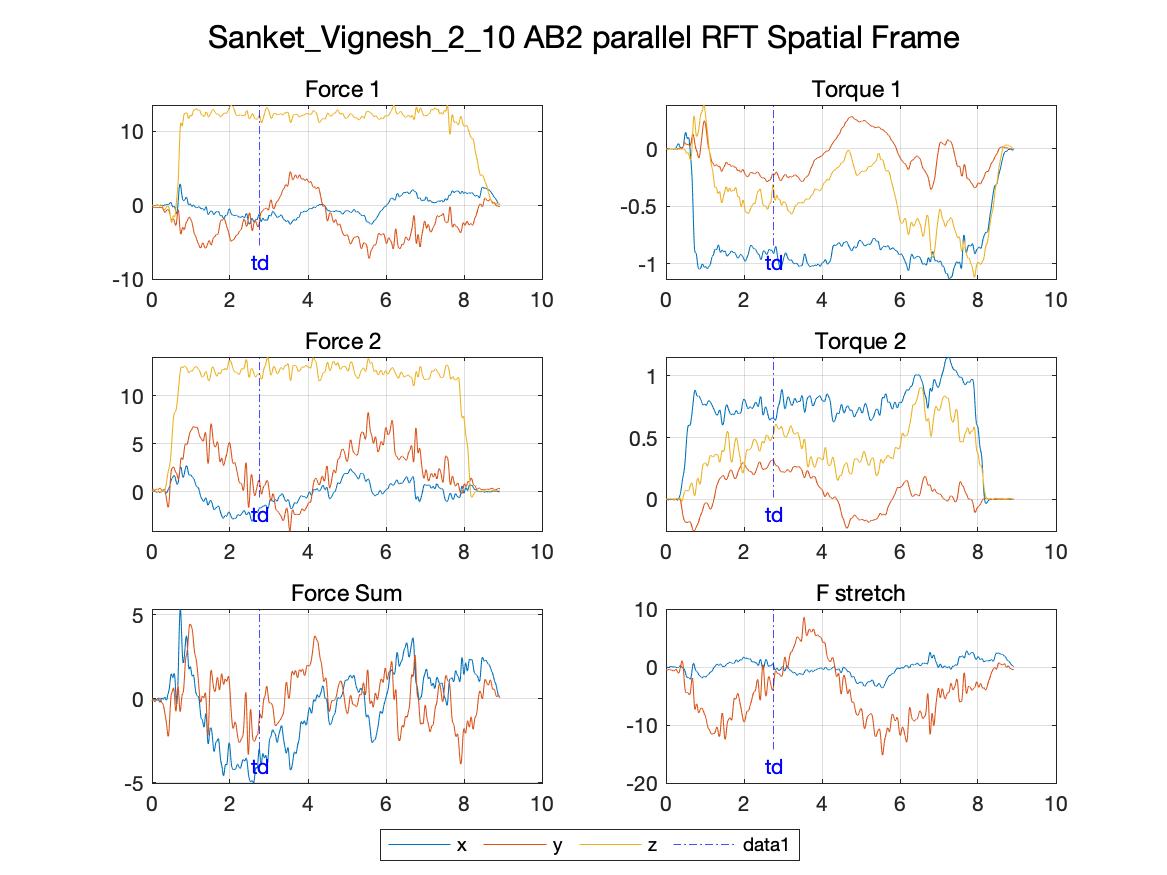 Sanket_Vignesh_2_10 AB2 parallel RFT Spatial Frame
Force 1
10
0
-10
td
0 2 4 6 8 10
Torque 1
0
-0.5
-1
td
0 2 4 6 8 10
Force 2
10
5
0
td
0 2 4 6 8 10
Torque 2
1
0.5
0
td
0 2 4 6 8 10
Force Sum
5
0
-5
td
0 2 4 6 8 10
F stretch
10
0
-10
-20
td
0 2 4 6 8 10
x y z data1